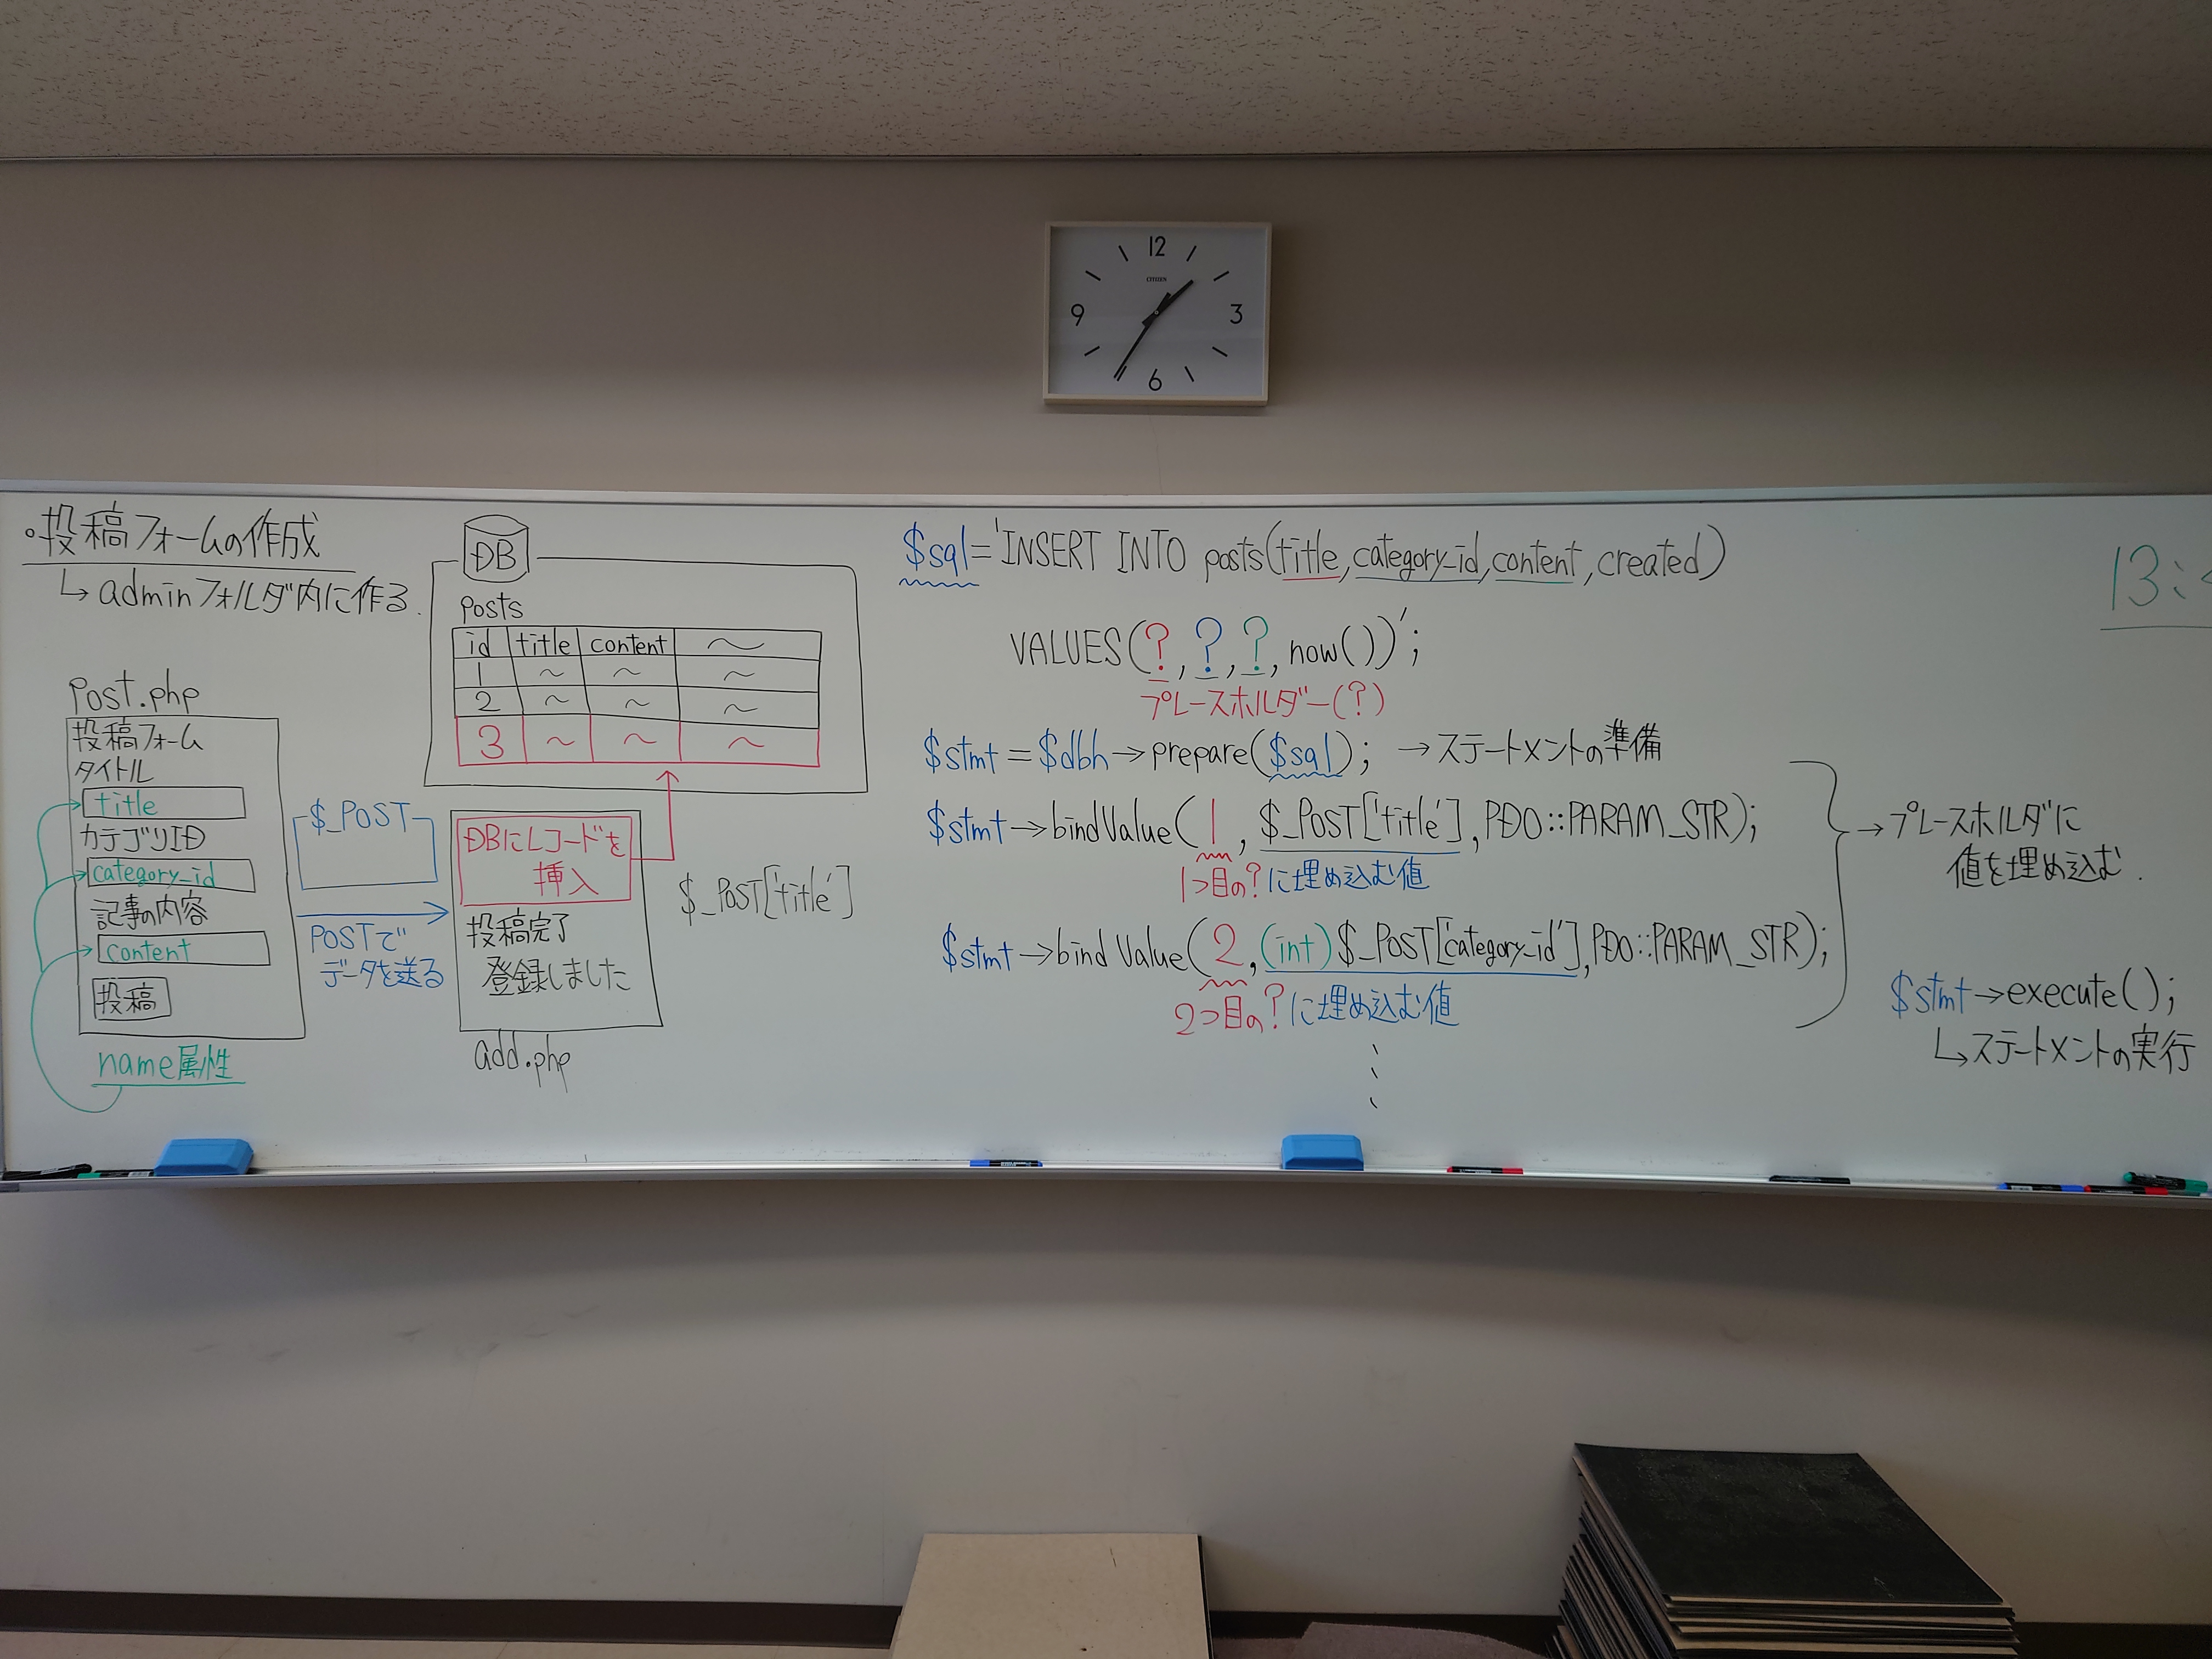 12
CITIZEN
9
3
6
・投稿フォームの作成
↳adminフォルダ内に作る.
Post.php
投稿フォーム
タイトル
title
カテゴリID
category_id
記事の内容
content
投稿
name属性
$_POST
POSTで
データを送る
DB
posts
id title content 〜
1 〜 〜 〜
2 〜 〜 〜
3 〜 〜 〜
DBにレコードを
挿入
投稿完了
登録しました
add.php
$_POST['title']
$sql='INSERT INTO posts(title,category_id,content,created)
VALUES(?,?,?,now())';
プレースホルダー(?)
$stmt=$dbh→prepare($sql); →ステートメントの準備
$stmt→bindValue(1,$_POST['title'],PDO::PARAM_STR);
1つ目の?に埋め込む値
$stmt→bindValue(2,(int)$_POST['category_id'],PDO::PARAM_STR);
2つ目の?に埋め込む値
→プレースホルダに
値を埋め込む.
$stmt→execute();
↳ステートメントの実行
13: